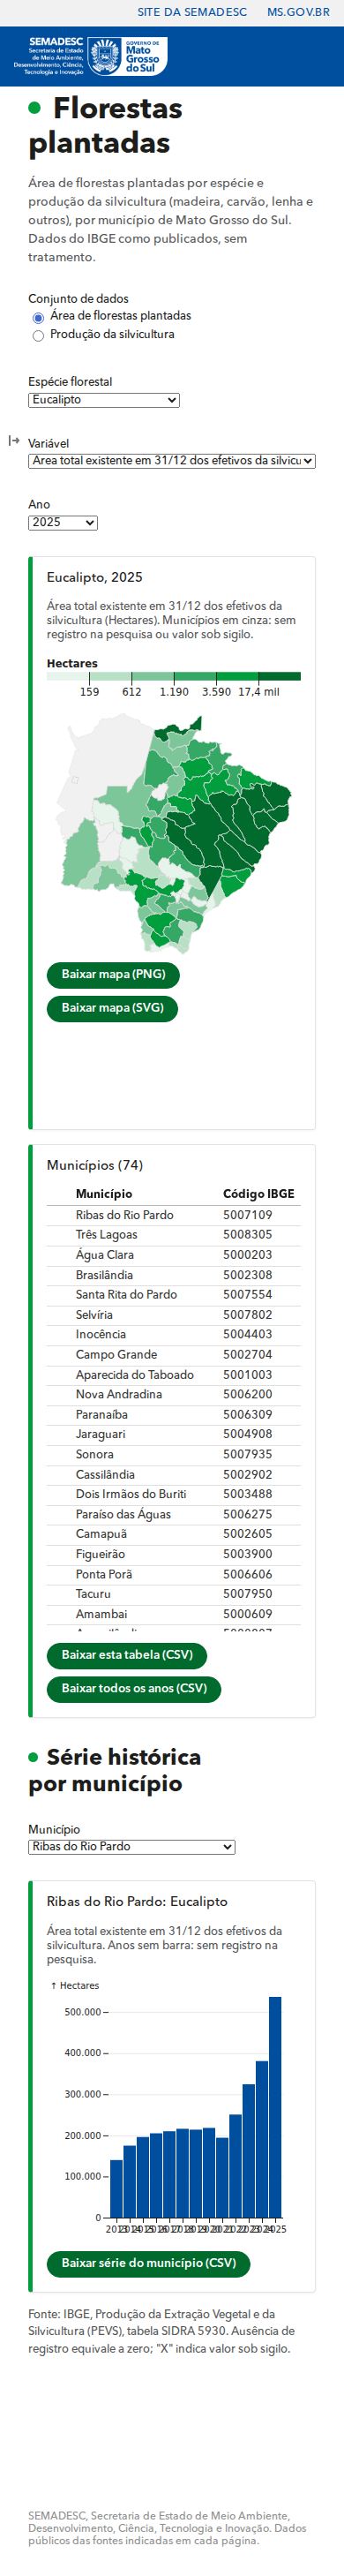 SITE DA SEMADESC MS.GOV.BR
SEMADESC
Secretaria de Estado
de Meio Ambiente,
Desenvolvimento, Ciência,
Tecnologia e Inovação
GOVERNO DE
Mato
Grosso
do Sul
Florestas
plantadas
Área de florestas plantadas por espécie e
produção da silvicultura (madeira, carvão, lenha e
outros), por município de Mato Grosso do Sul.
Dados do IBGE como publicados, sem
tratamento.
Conjunto de dados
Área de florestas plantadas
Produção da silvicultura
Espécie florestal
Eucalipto
Variável
Área total existente em 31/12 dos efetivos da silvicu
Ano
2025
Eucalipto, 2025
Área total existente em 31/12 dos efetivos da
silvicultura (Hectares). Municípios em cinza: sem
registro na pesquisa ou valor sob sigilo.
Hectares
159 612 1.190 3.590 17,4 mil
Baixar mapa (PNG)
Baixar mapa (SVG)
Municípios (74)
Município Código IBGE
Ribas do Rio Pardo 5007109
Três Lagoas 5008305
Água Clara 5000203
Brasilândia 5002308
Santa Rita do Pardo 5007554
Selvíria 5007802
Inocência 5004403
Campo Grande 5002704
Aparecida do Taboado 5001003
Nova Andradina 5006200
Paranaíba 5006309
Jaraguari 5004908
Sonora 5007935
Cassilândia 5002902
Dois Irmãos do Buriti 5003488
Paraíso das Águas 5006275
Camapuã 5002605
Figueirão 5003900
Ponta Porã 5006606
Tacuru 5007950
Amambai 5000609
Baixar esta tabela (CSV)
Baixar todos os anos (CSV)
Série histórica
por município
Município
Ribas do Rio Pardo
Ribas do Rio Pardo: Eucalipto
Área total existente em 31/12 dos efetivos da
silvicultura. Anos sem barra: sem registro na
pesquisa.
↑ Hectares
500.000
400.000
300.000
200.000
100.000
0
2013 2014 2015 2016 2017 2018 2019 2020 2021 2022 2023 2024 2025
Baixar série do município (CSV)
Fonte: IBGE, Produção da Extração Vegetal e da
Silvicultura (PEVS), tabela SIDRA 5930. Ausência de
registro equivale a zero; "X" indica valor sob sigilo.
SEMADESC, Secretaria de Estado de Meio Ambiente,
Desenvolvimento, Ciência, Tecnologia e Inovação. Dados
públicos das fontes indicadas em cada página.